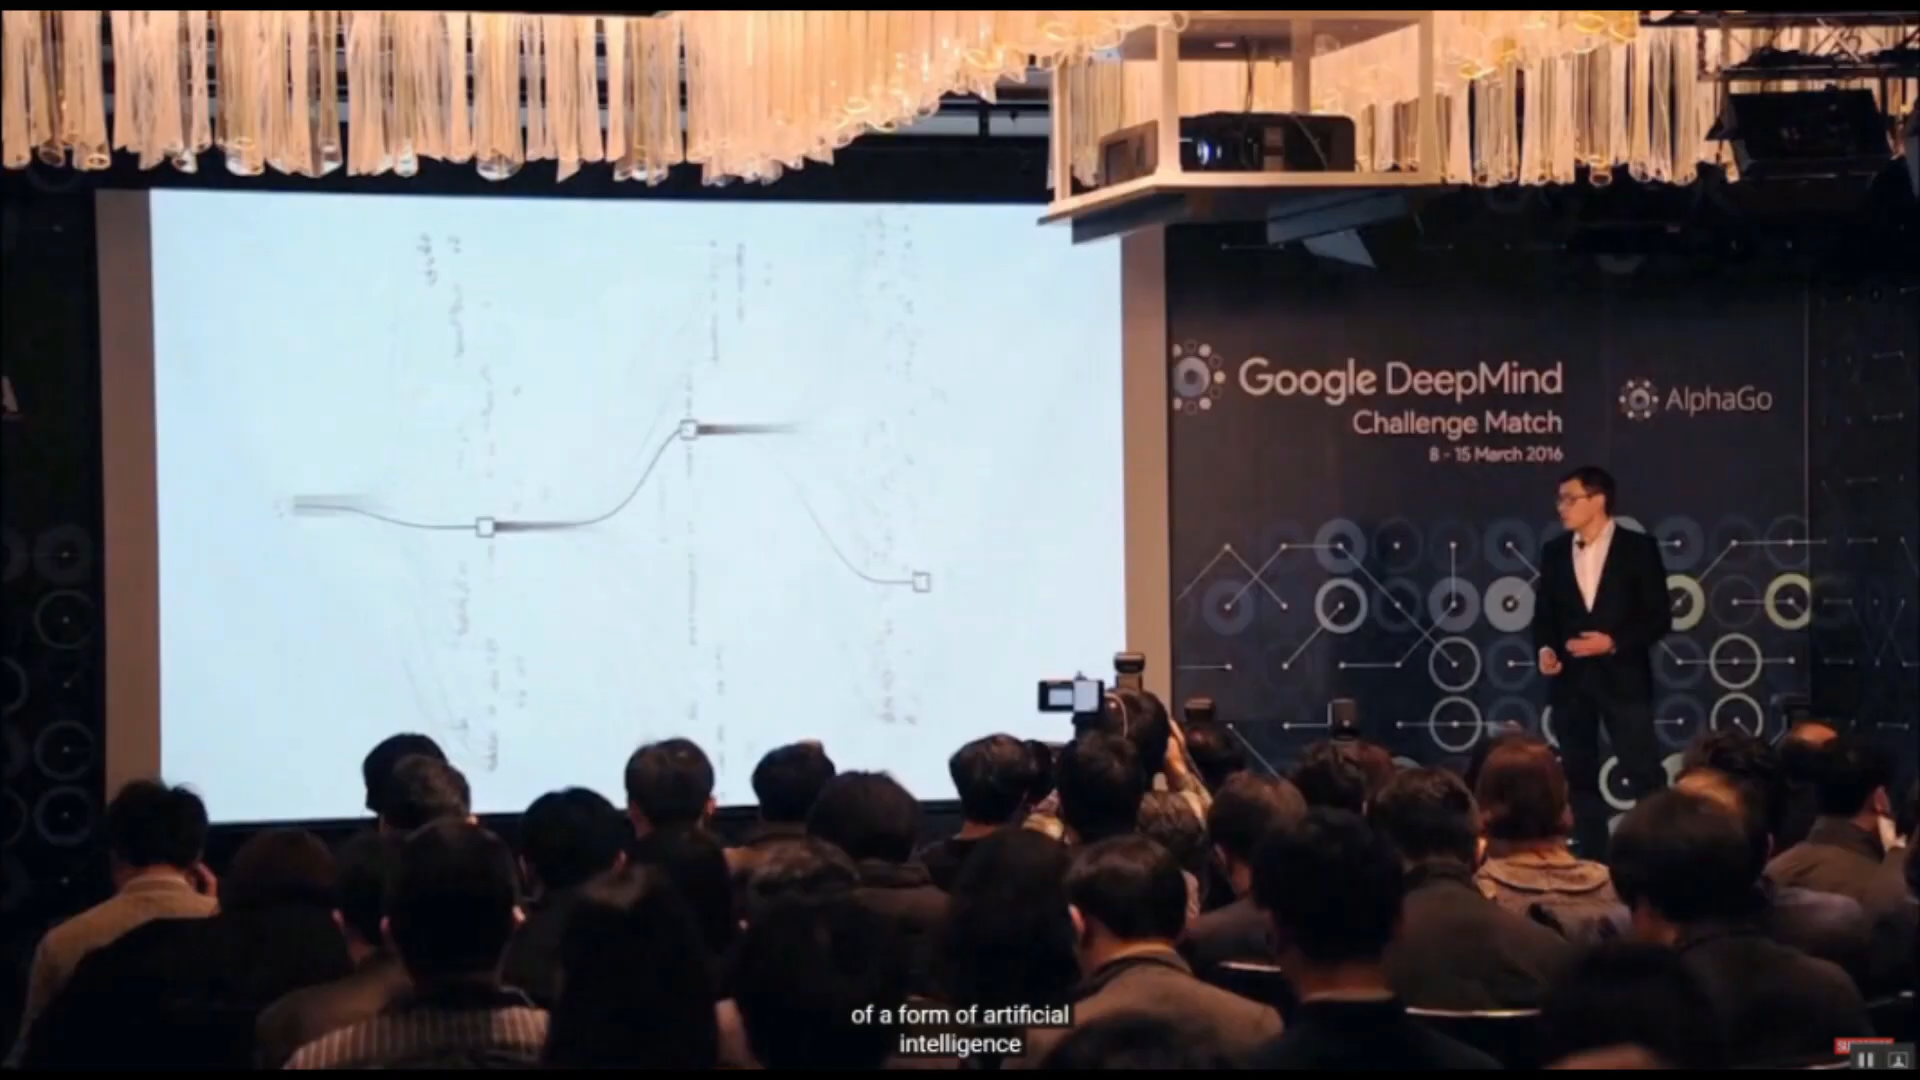 Google DeepMind
Challenge Match
8 - 15 March 2016
AlphaGo
of a form of artificial
intelligence